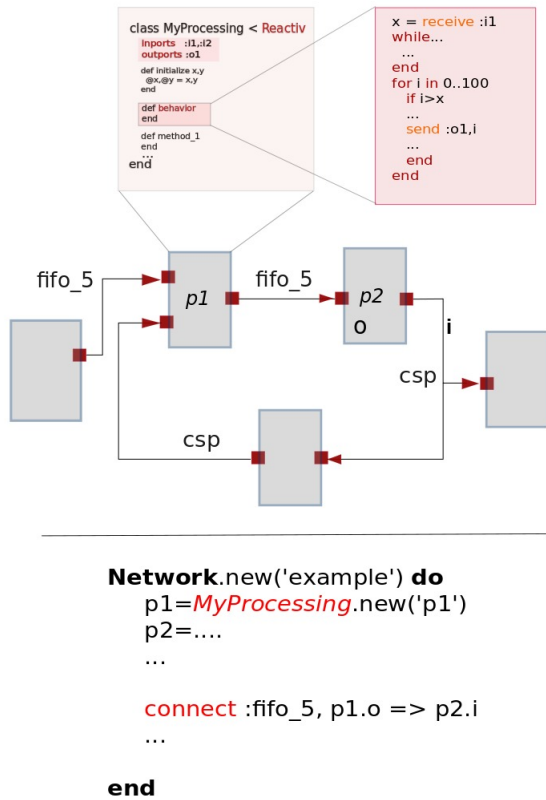 class MyProcessing < Reactiv
inports :i1,:i2
outports :o1
def initialize x,y
@x,@y = x,y
end
def behavior
end
def method_1
end
...
end
x = receive :i1
while...
...
end
for i in 0..100
if i>x
...
send :o1,i
...
end
end
fifo_5
p1
fifo_5
p2
o
i
csp
csp
Network.new('example') do
p1=MyProcessing.new('p1')
p2=....
...
connect :fifo_5, p1.o => p2.i
...
end